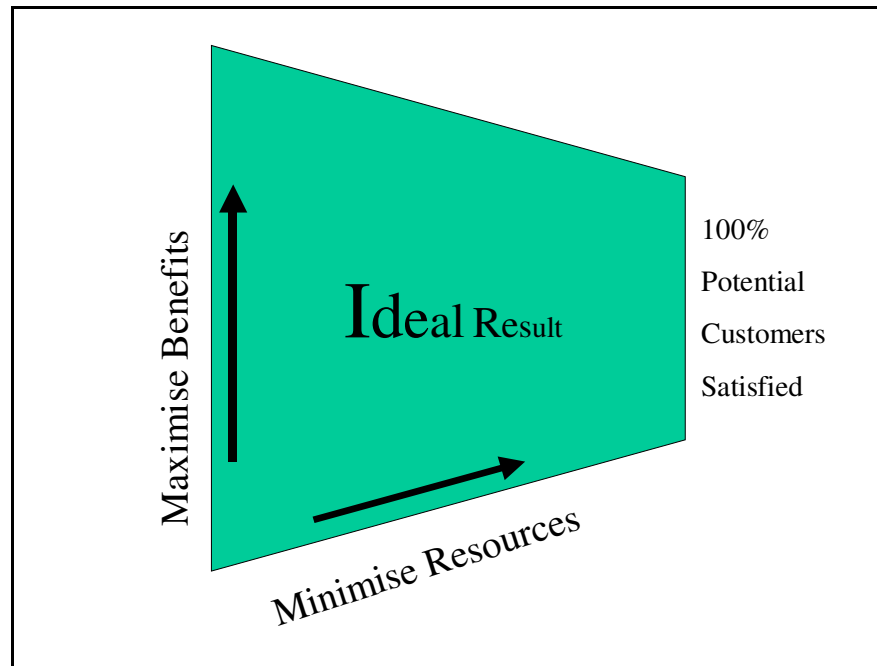 Maximise Benefits
Ideal Result
Minimise Resources
100%
Potential
Customers
Satisfied